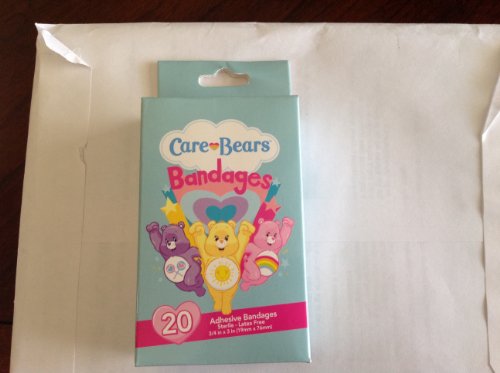 Care Bears
Bandages
20
Adhesive Bandages
Sterile - Latex Free
3/4 in x 3 in (19mm x 76mm)